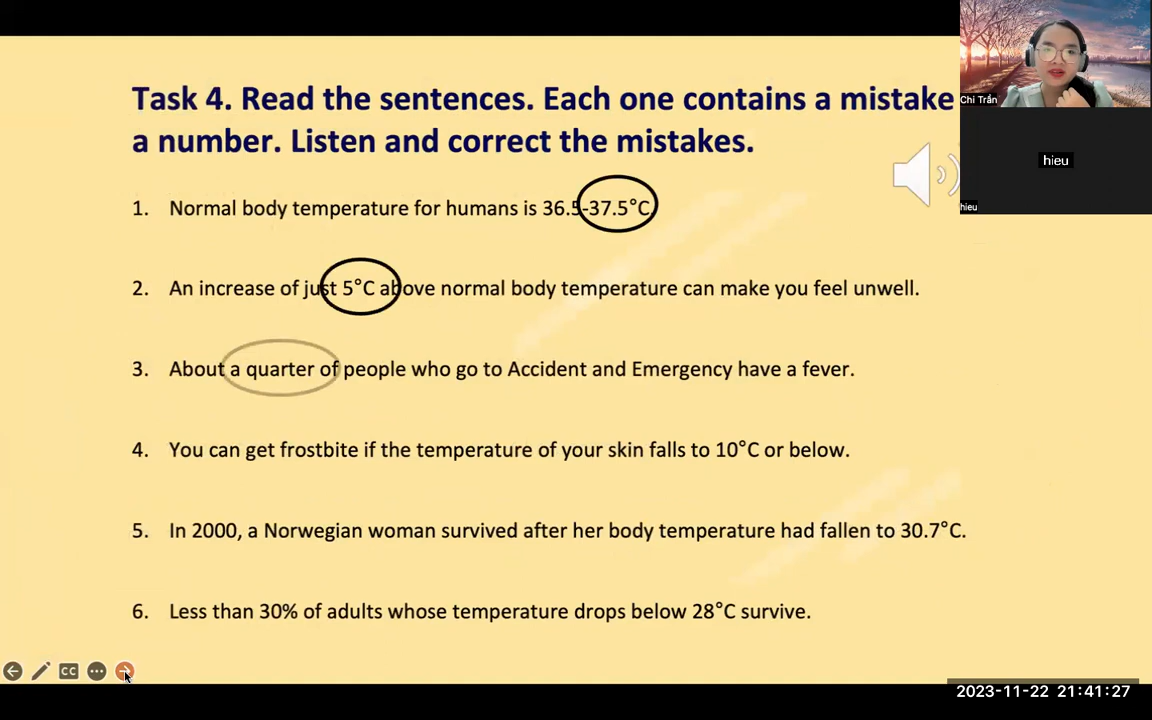 Task 4. Read the sentences. Each one contains a mistake
a number. Listen and correct the mistakes.
1. Normal body temperature for humans is 36.5-37.5°C.
2. An increase of just 5°C above normal body temperature can make you feel unwell.
3. About a quarter of people who go to Accident and Emergency have a fever.
4. You can get frostbite if the temperature of your skin falls to 10°C or below.
5. In 2000, a Norwegian woman survived after her body temperature had fallen to 30.7°C.
6. Less than 30% of adults whose temperature drops below 28°C survive.
Chi Trần
hieu
hieu
CC
2023-11-22 21:41:27